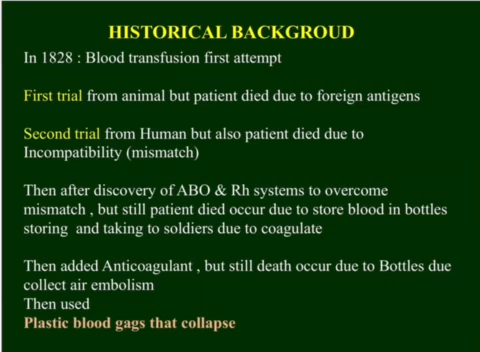 HISTORICAL BACKGROUD
In 1828 : Blood transfusion first attempt
First trial from animal but patient died due to foreign antigens
Second trial from Human but also patient died due to
Incompatibility (mismatch)
Then after discovery of ABO & Rh systems to overcome
mismatch , but still patient died occur due to store blood in bottles
storing  and taking to soldiers due to coagulate
Then added Anticoagulant , but still death occur due to Bottles due
collect air embolism
Then used
Plastic blood gags that collapse